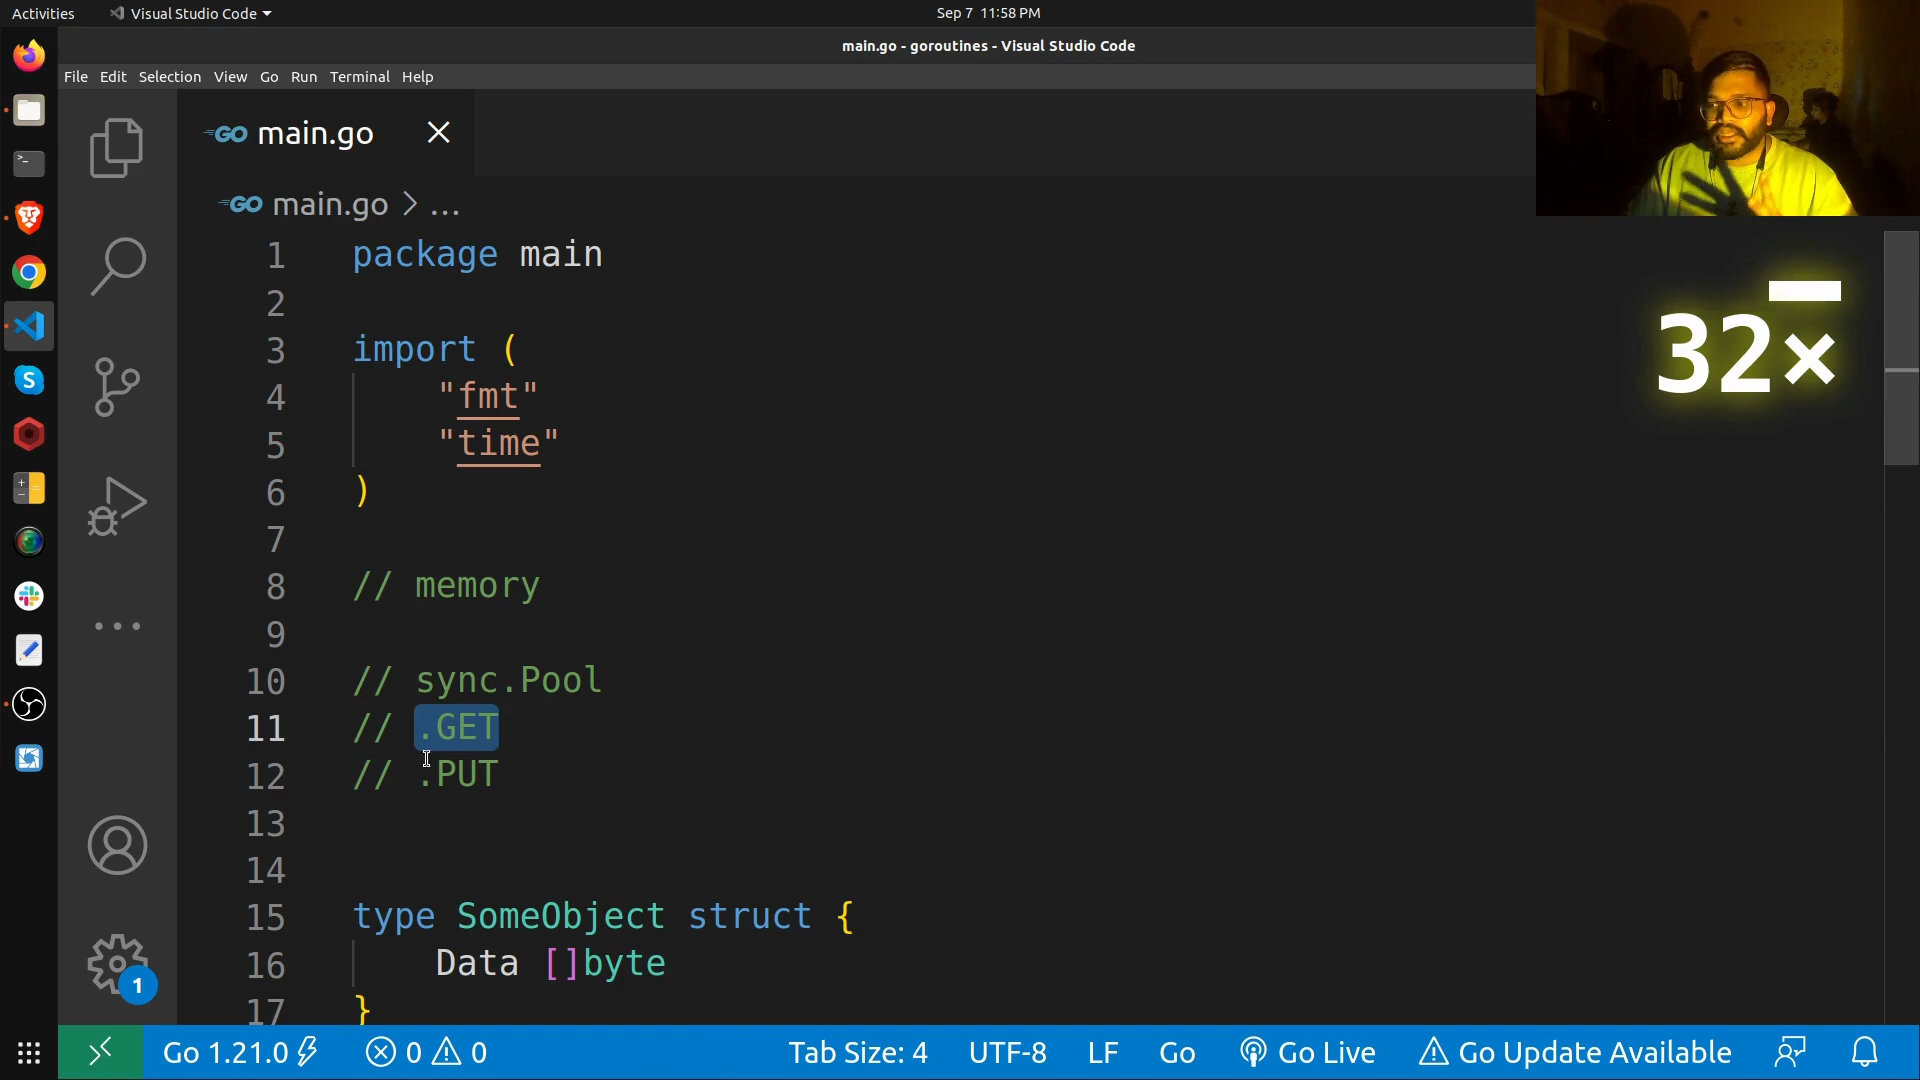 Activities Visual Studio Code Sep 7 11:58 PM
main.go - goroutines - Visual Studio Code
File Edit Selection View Go Run Terminal Help
GO main.go
GO main.go > ...
32×
1 package main
2
3 import (
4 "fmt"
5 "time"
6 )
7
8 // memory
9
10 // sync.Pool
11 // .GET
12 // .PUT
13
14
15 type SomeObject struct {
16 Data []byte
17 }
1
Go 1.21.0 0 0 Tab Size: 4 UTF-8 LF Go Go Live Go Update Available